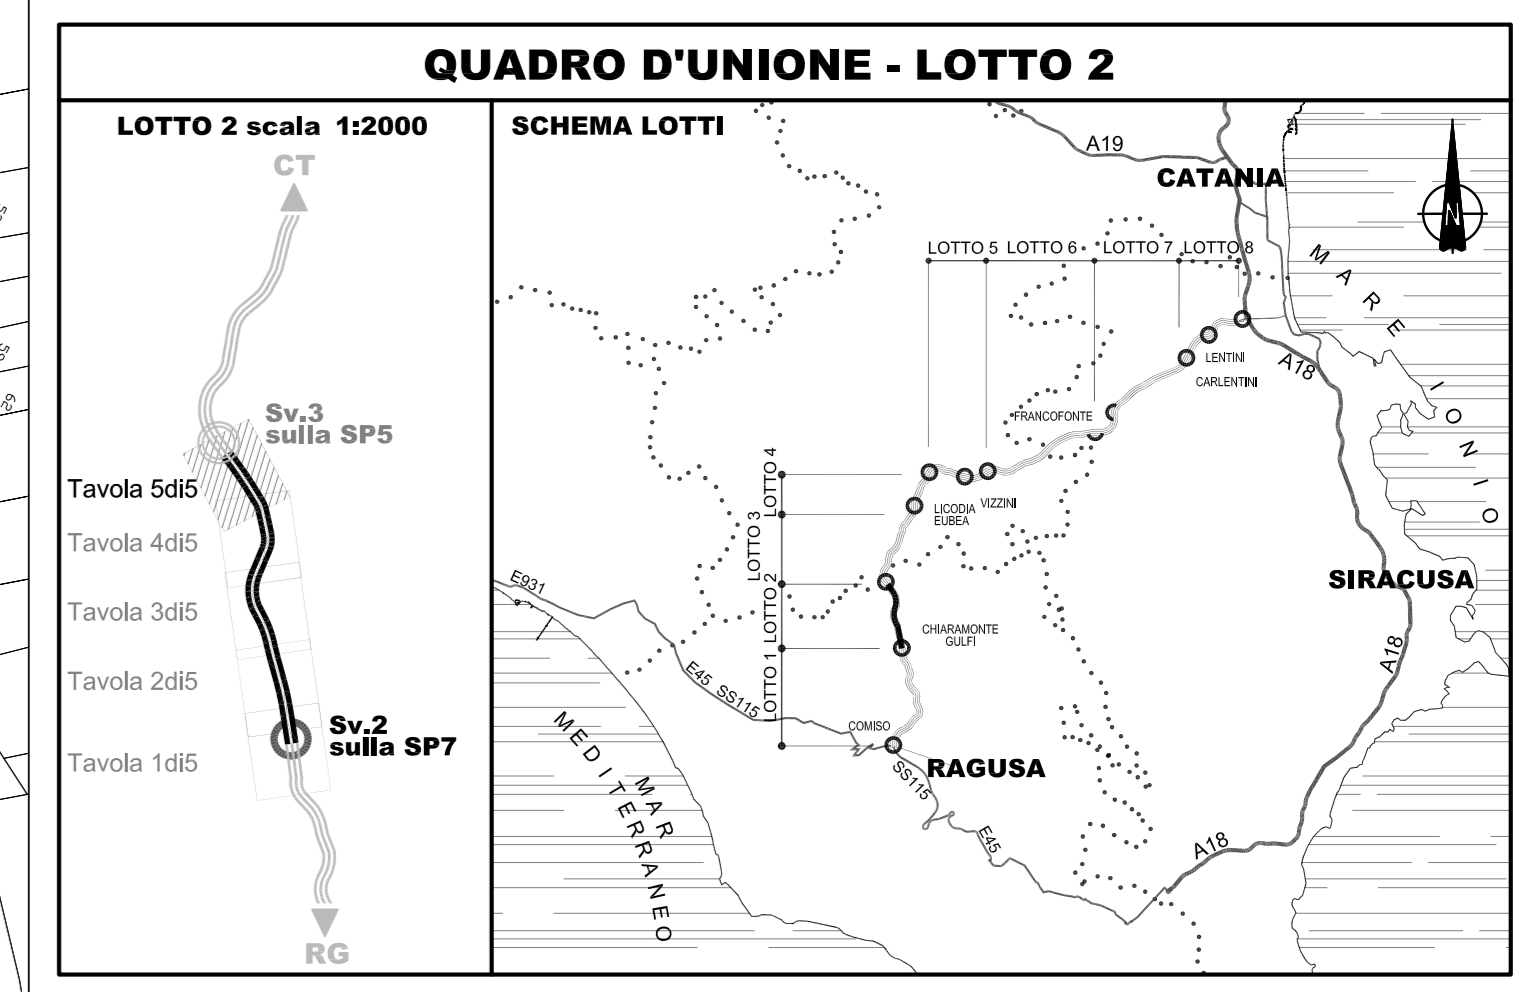 QUADRO D'UNIONE - LOTTO 2
LOTTO 2 scala 1:2000
CT
Sv.3
sulla SP5
Tavola 5di5
Tavola 4di5
Tavola 3di5
Tavola 2di5
Sv.2
sulla SP7
Tavola 1di5
RG
SCHEMA LOTTI
A19
CATANIA
N
LOTTO 5
LOTTO 6
LOTTO 7
LOTTO 8
MARE IONIO
LENTINI
CARLENTINI
A18
FRANCOFONTE
LOTTO 4
LOTTO 3
LOTTO 2
LOTTO 1
LICODIA
EUBEA
VIZZINI
E931
SIRACUSA
CHIARAMONTE
GULFI
A18
E45
SS115
COMISO
RAGUSA
SS115
E45
A18
MAR
MEDITERRANEO
59
62